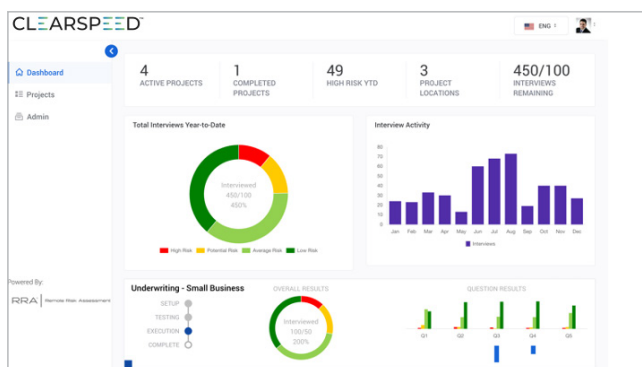 CLEARSPEED
ENG
Dashboard
Projects
Admin
4
ACTIVE PROJECTS
1
COMPLETED
PROJECTS
49
HIGH RISK YTD
3
PROJECT
LOCATIONS
450/100
INTERVIEWS
REMAINING
Total Interviews Year-to-Date
Interviewed
450/100
450%
High Risk Potential Risk Average Risk Low Risk
Interview Activity
80
70
60
50
40
30
20
10
0
Jan Feb Mar Apr May Jun Jul Aug Sep Oct Nov Dec
Interviews
Powered By:
RRA Remote Risk Assessment
Underwriting - Small Business
SETUP
TESTING
EXECUTION
COMPLETE
OVERALL RESULTS
Interviewed
100/50
200%
QUESTION RESULTS
Q1 Q2 Q3 Q4 Q5